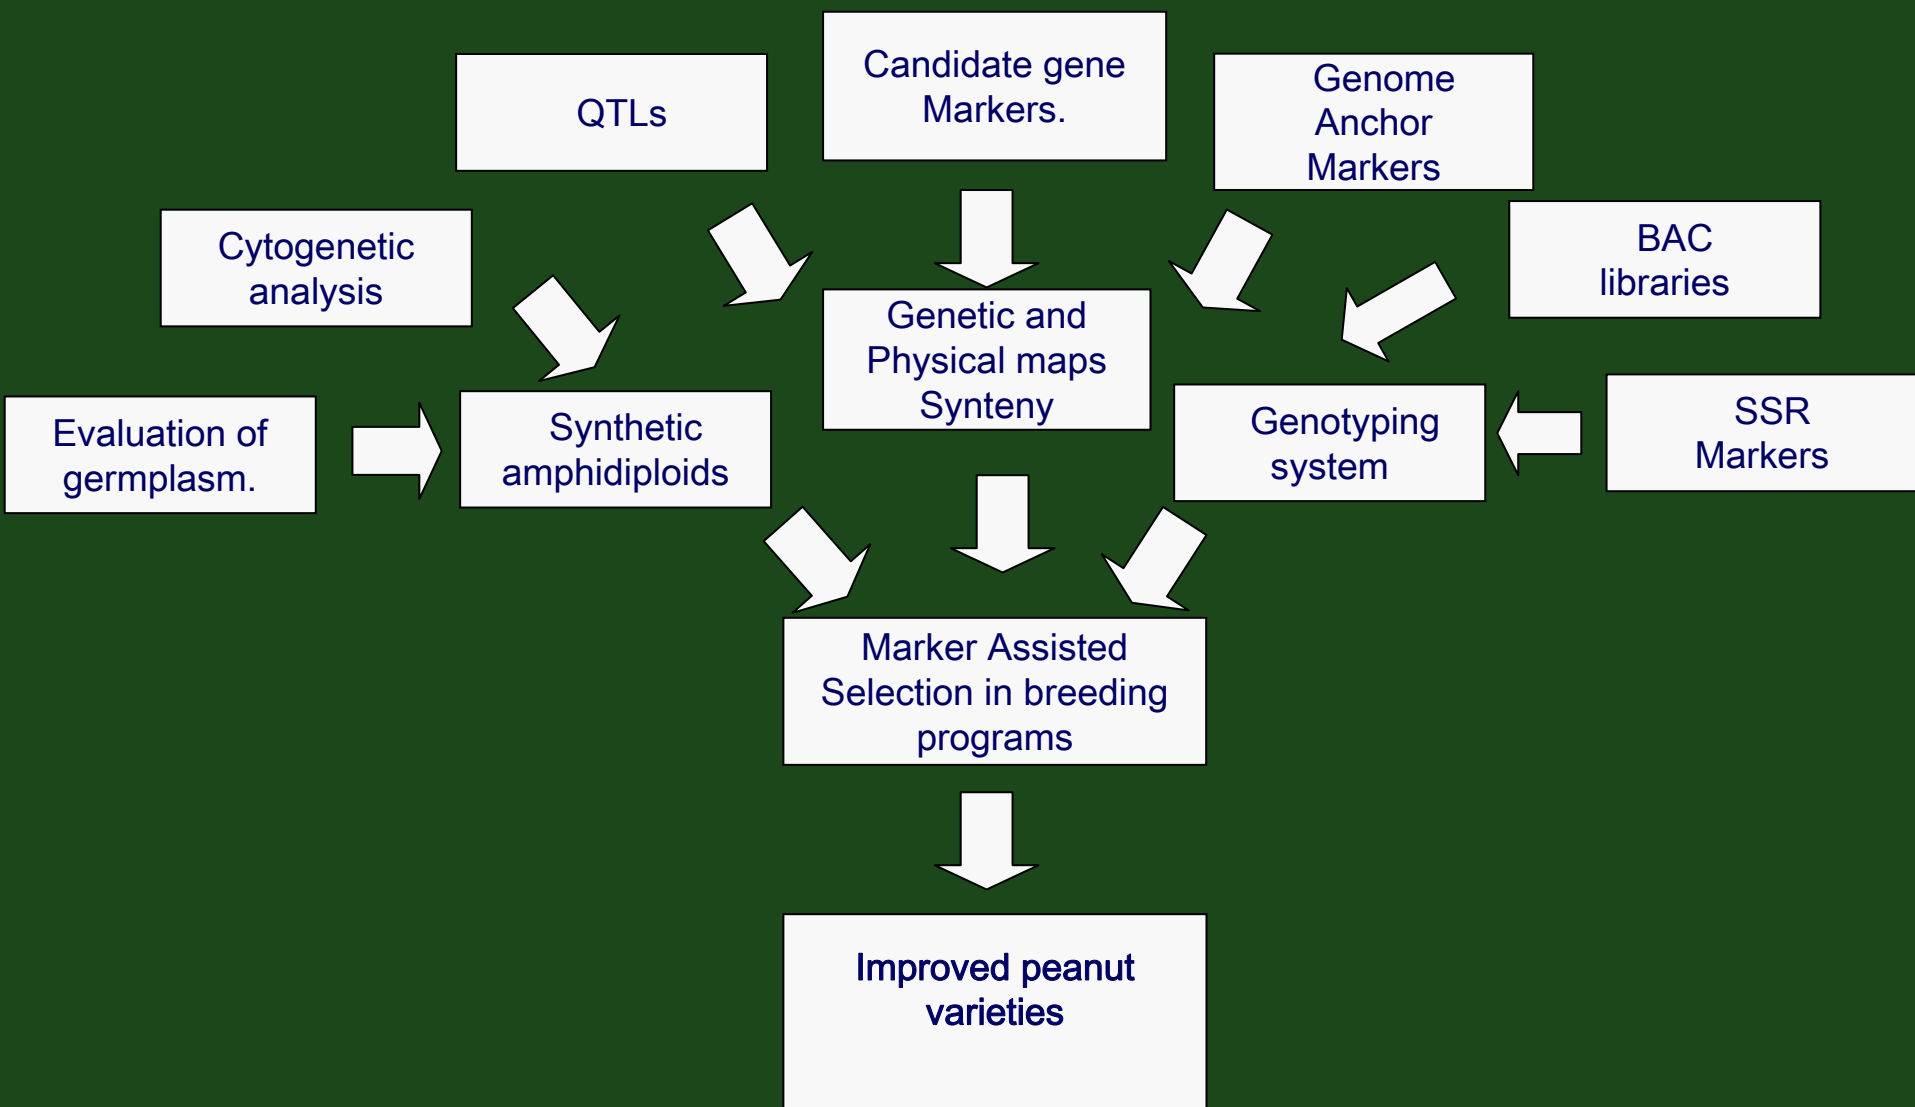 QTLs
Candidate gene
Markers.
Genome
Anchor
Markers
Cytogenetic
analysis
BAC
libraries
Genetic and
Physical maps
Synteny
Evaluation of
germplasm.
Synthetic
amphidiploids
Genotyping
system
SSR
Markers
Marker Assisted
Selection in breeding
programs
Improved peanut
varieties